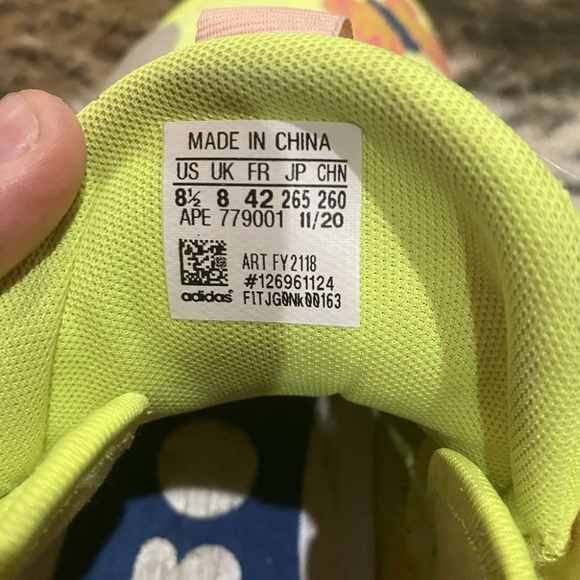 MADE IN CHINA
US UK FR JP CHN
8½ 8 42 265 260
APE 779001 11/20
ART FY2118
#126961124
adidas F1TJG0Nk00163